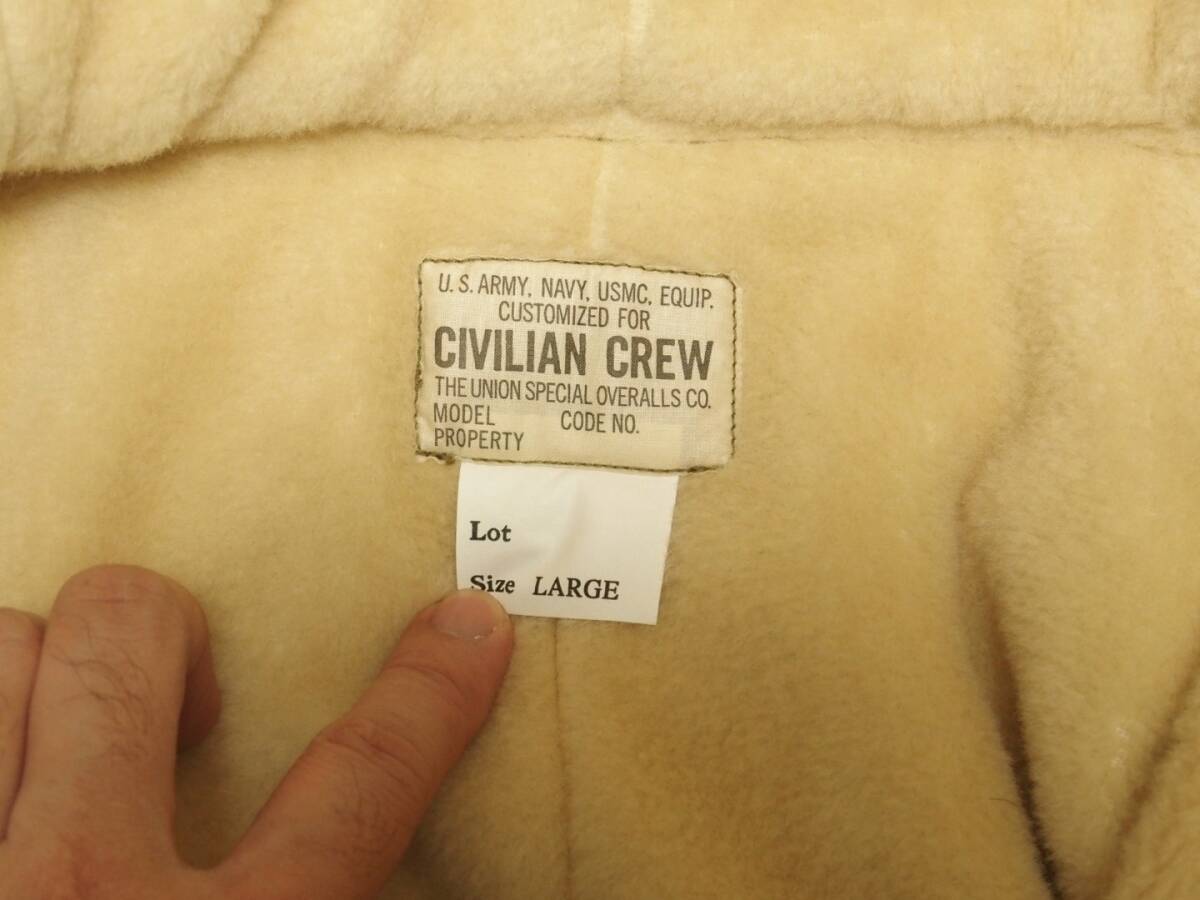 U. S. ARMY, NAVY, USMC, EQUIP.
CUSTOMIZED FOR
CIVILIAN CREW
THE UNION SPECIAL OVERALLS CO.
MODEL CODE NO.
PROPERTY
Lot
Size LARGE